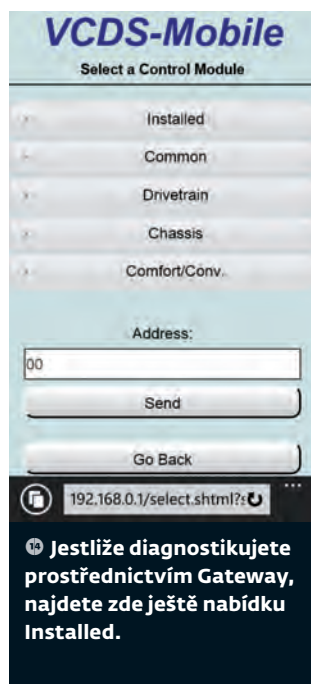 VCDS-Mobile
Select a Control Module
Installed
Common
Drivetrain
Chassis
Comfort/Conv.
Address:
00
Send
Go Back
192.168.0.1/select.shtml?s
14 Jestliže diagnostikujete
prostřednictvím Gateway,
najdete zde ještě nabídku
Installed.